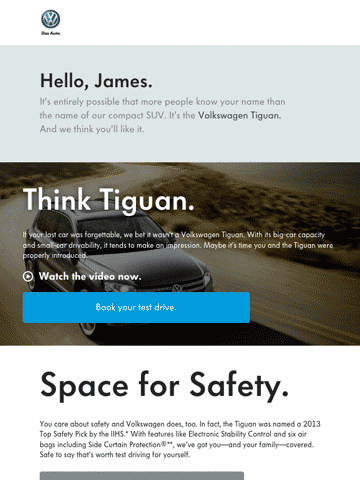 Das Auto.
Hello, James.
It's entirely possible that more people know your name than
the name of our compact SUV. It's the Volkswagen Tiguan.
And we think you'll like it.
Think Tiguan.
If your last car was forgettable, we bet it wasn't a Volkswagen Tiguan. With its big-car capacity
and small-car drivability, it tends to make an impression. Maybe it's time you and the Tiguan were
properly introduced.
Watch the video now.
Book your test drive.
Space for Safety.
You care about safety and Volkswagen does, too. In fact, the Tiguan was named a 2013
Top Safety Pick by the IIHS.* With features like Electronic Stability Control and six air
bags including Side Curtain Protection®**, we've got you—and your family—covered.
Safe to say that's worth test driving for yourself.